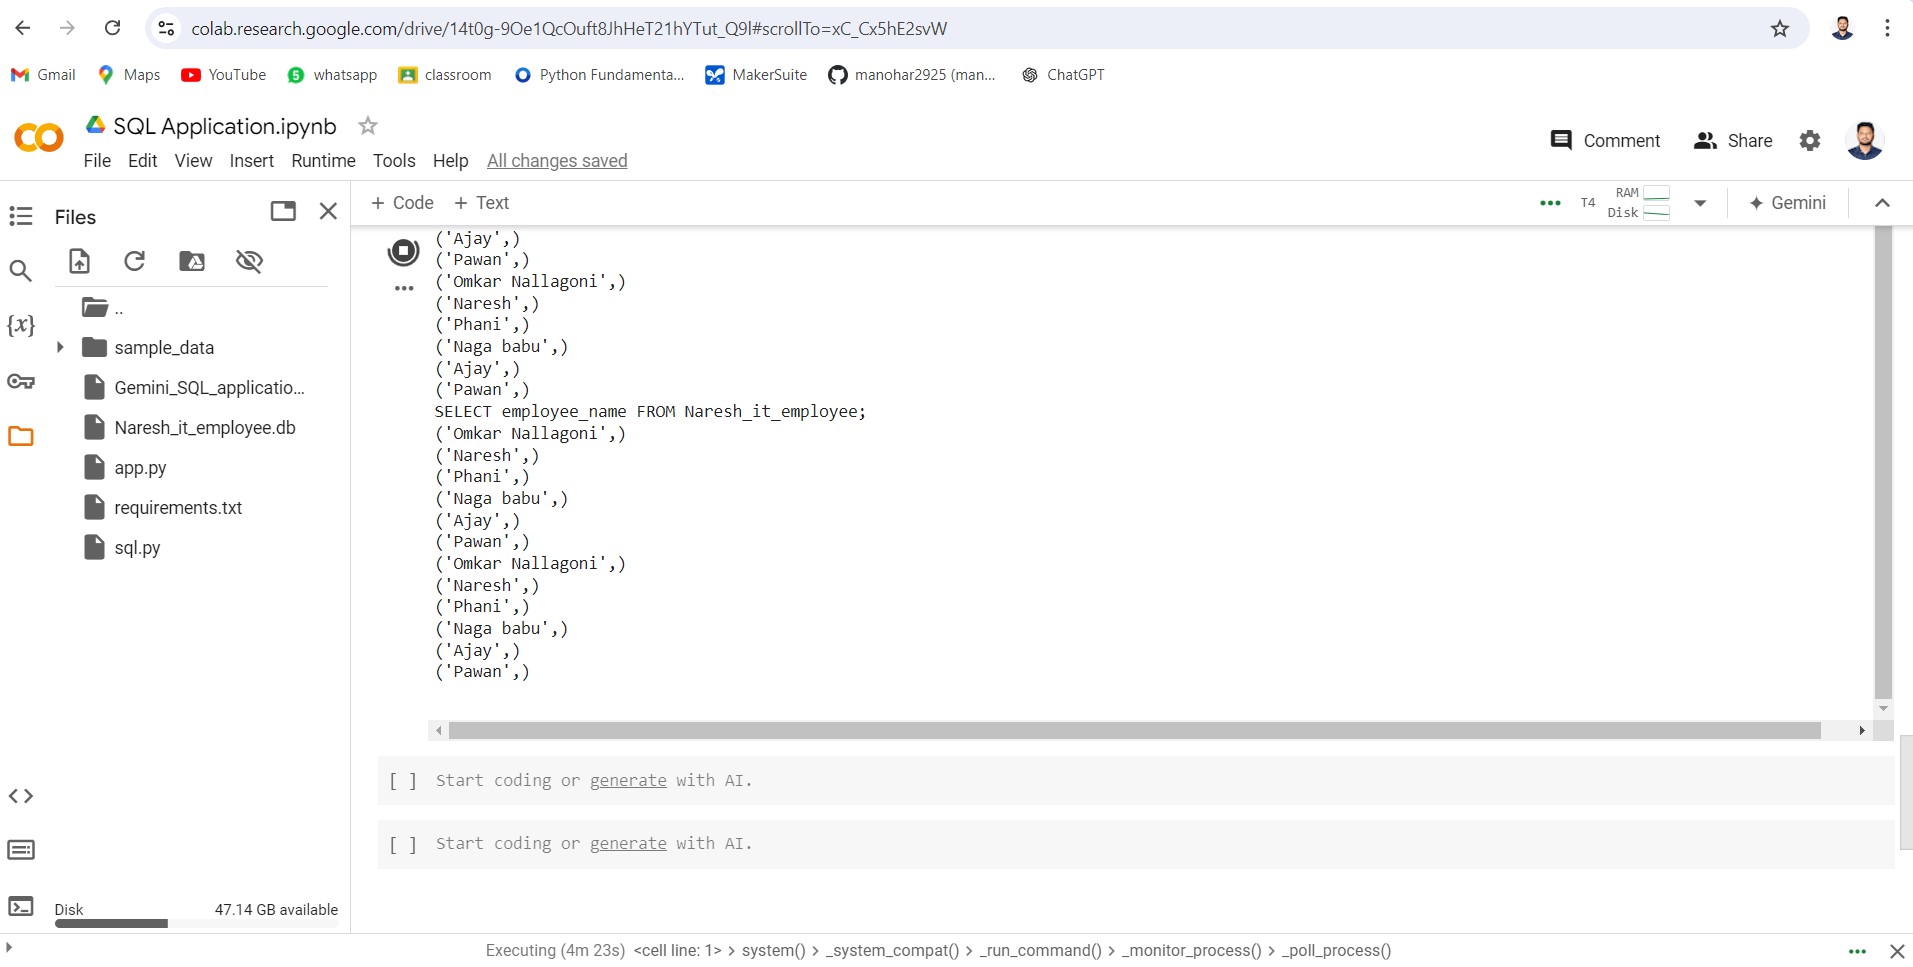 colab.research.google.com/drive/14t0g-9Oe1QcOuft8JhHeT21hYTut_Q9l#scrollTo=xC_Cx5hE2svW
Gmail Maps YouTube whatsapp classroom Python Fundamenta... MakerSuite manohar2925 (man... ChatGPT
SQL Application.ipynb
File Edit View Insert Runtime Tools Help All changes saved
Comment Share
Files
+ Code + Text
T4 RAM Disk
Gemini
..
sample_data
Gemini_SQL_applicatio...
Naresh_it_employee.db
app.py
requirements.txt
sql.py
Disk 47.14 GB available
('Ajay',)
('Pawan',)
('Omkar Nallagoni',)
('Naresh',)
('Phani',)
('Naga babu',)
('Ajay',)
('Pawan',)
SELECT employee_name FROM Naresh_it_employee;
('Omkar Nallagoni',)
('Naresh',)
('Phani',)
('Naga babu',)
('Ajay',)
('Pawan',)
('Omkar Nallagoni',)
('Naresh',)
('Phani',)
('Naga babu',)
('Ajay',)
('Pawan',)
[ ] Start coding or generate with AI.
[ ] Start coding or generate with AI.
Executing (4m 23s) <cell line: 1> > system() > _system_compat() > _run_command() > _monitor_process() > _poll_process()